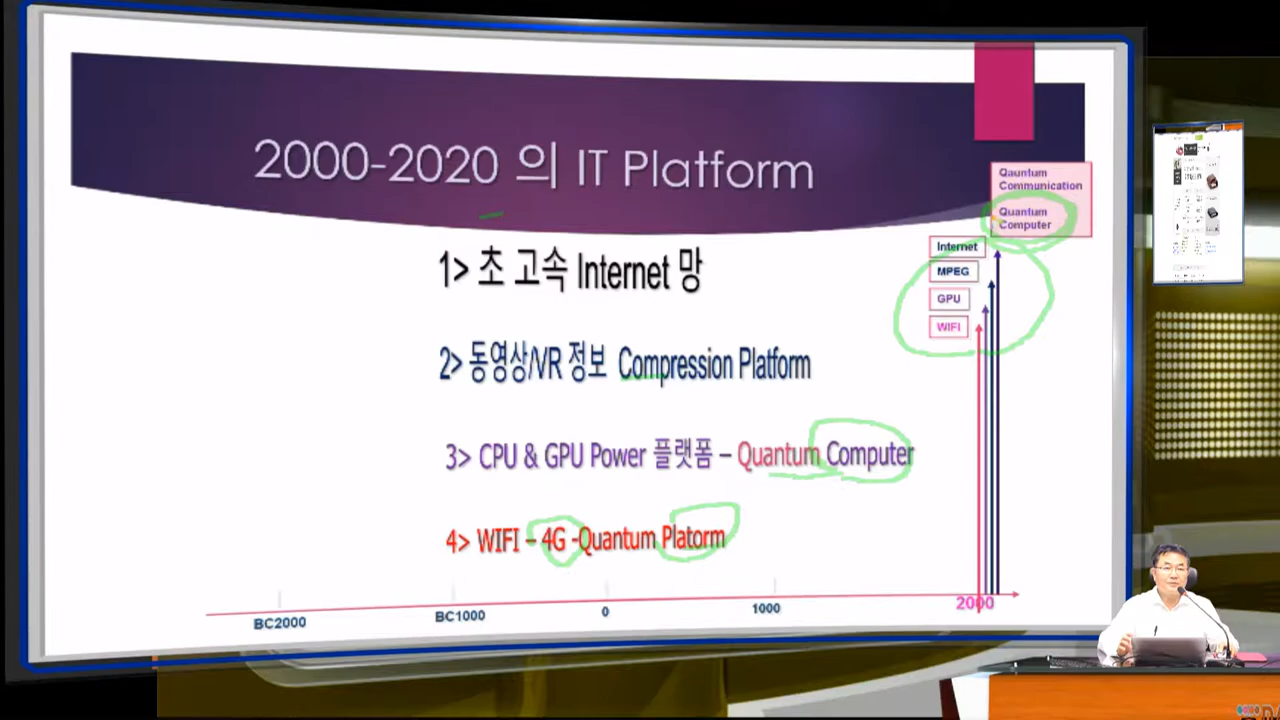 2000-2020 의 IT Platform
Qauntum
Communication
Quantum
Computer
Internet
MPEG
GPU
WIFI
1> 초 고속 Internet 망
2> 동영상/VR 정보 Compression Platform
3> CPU & GPU Power 플랫폼 – Quantum Computer
4> WIFI – 4G -Quantum Platorm
BC2000
BC1000
0
1000
2000